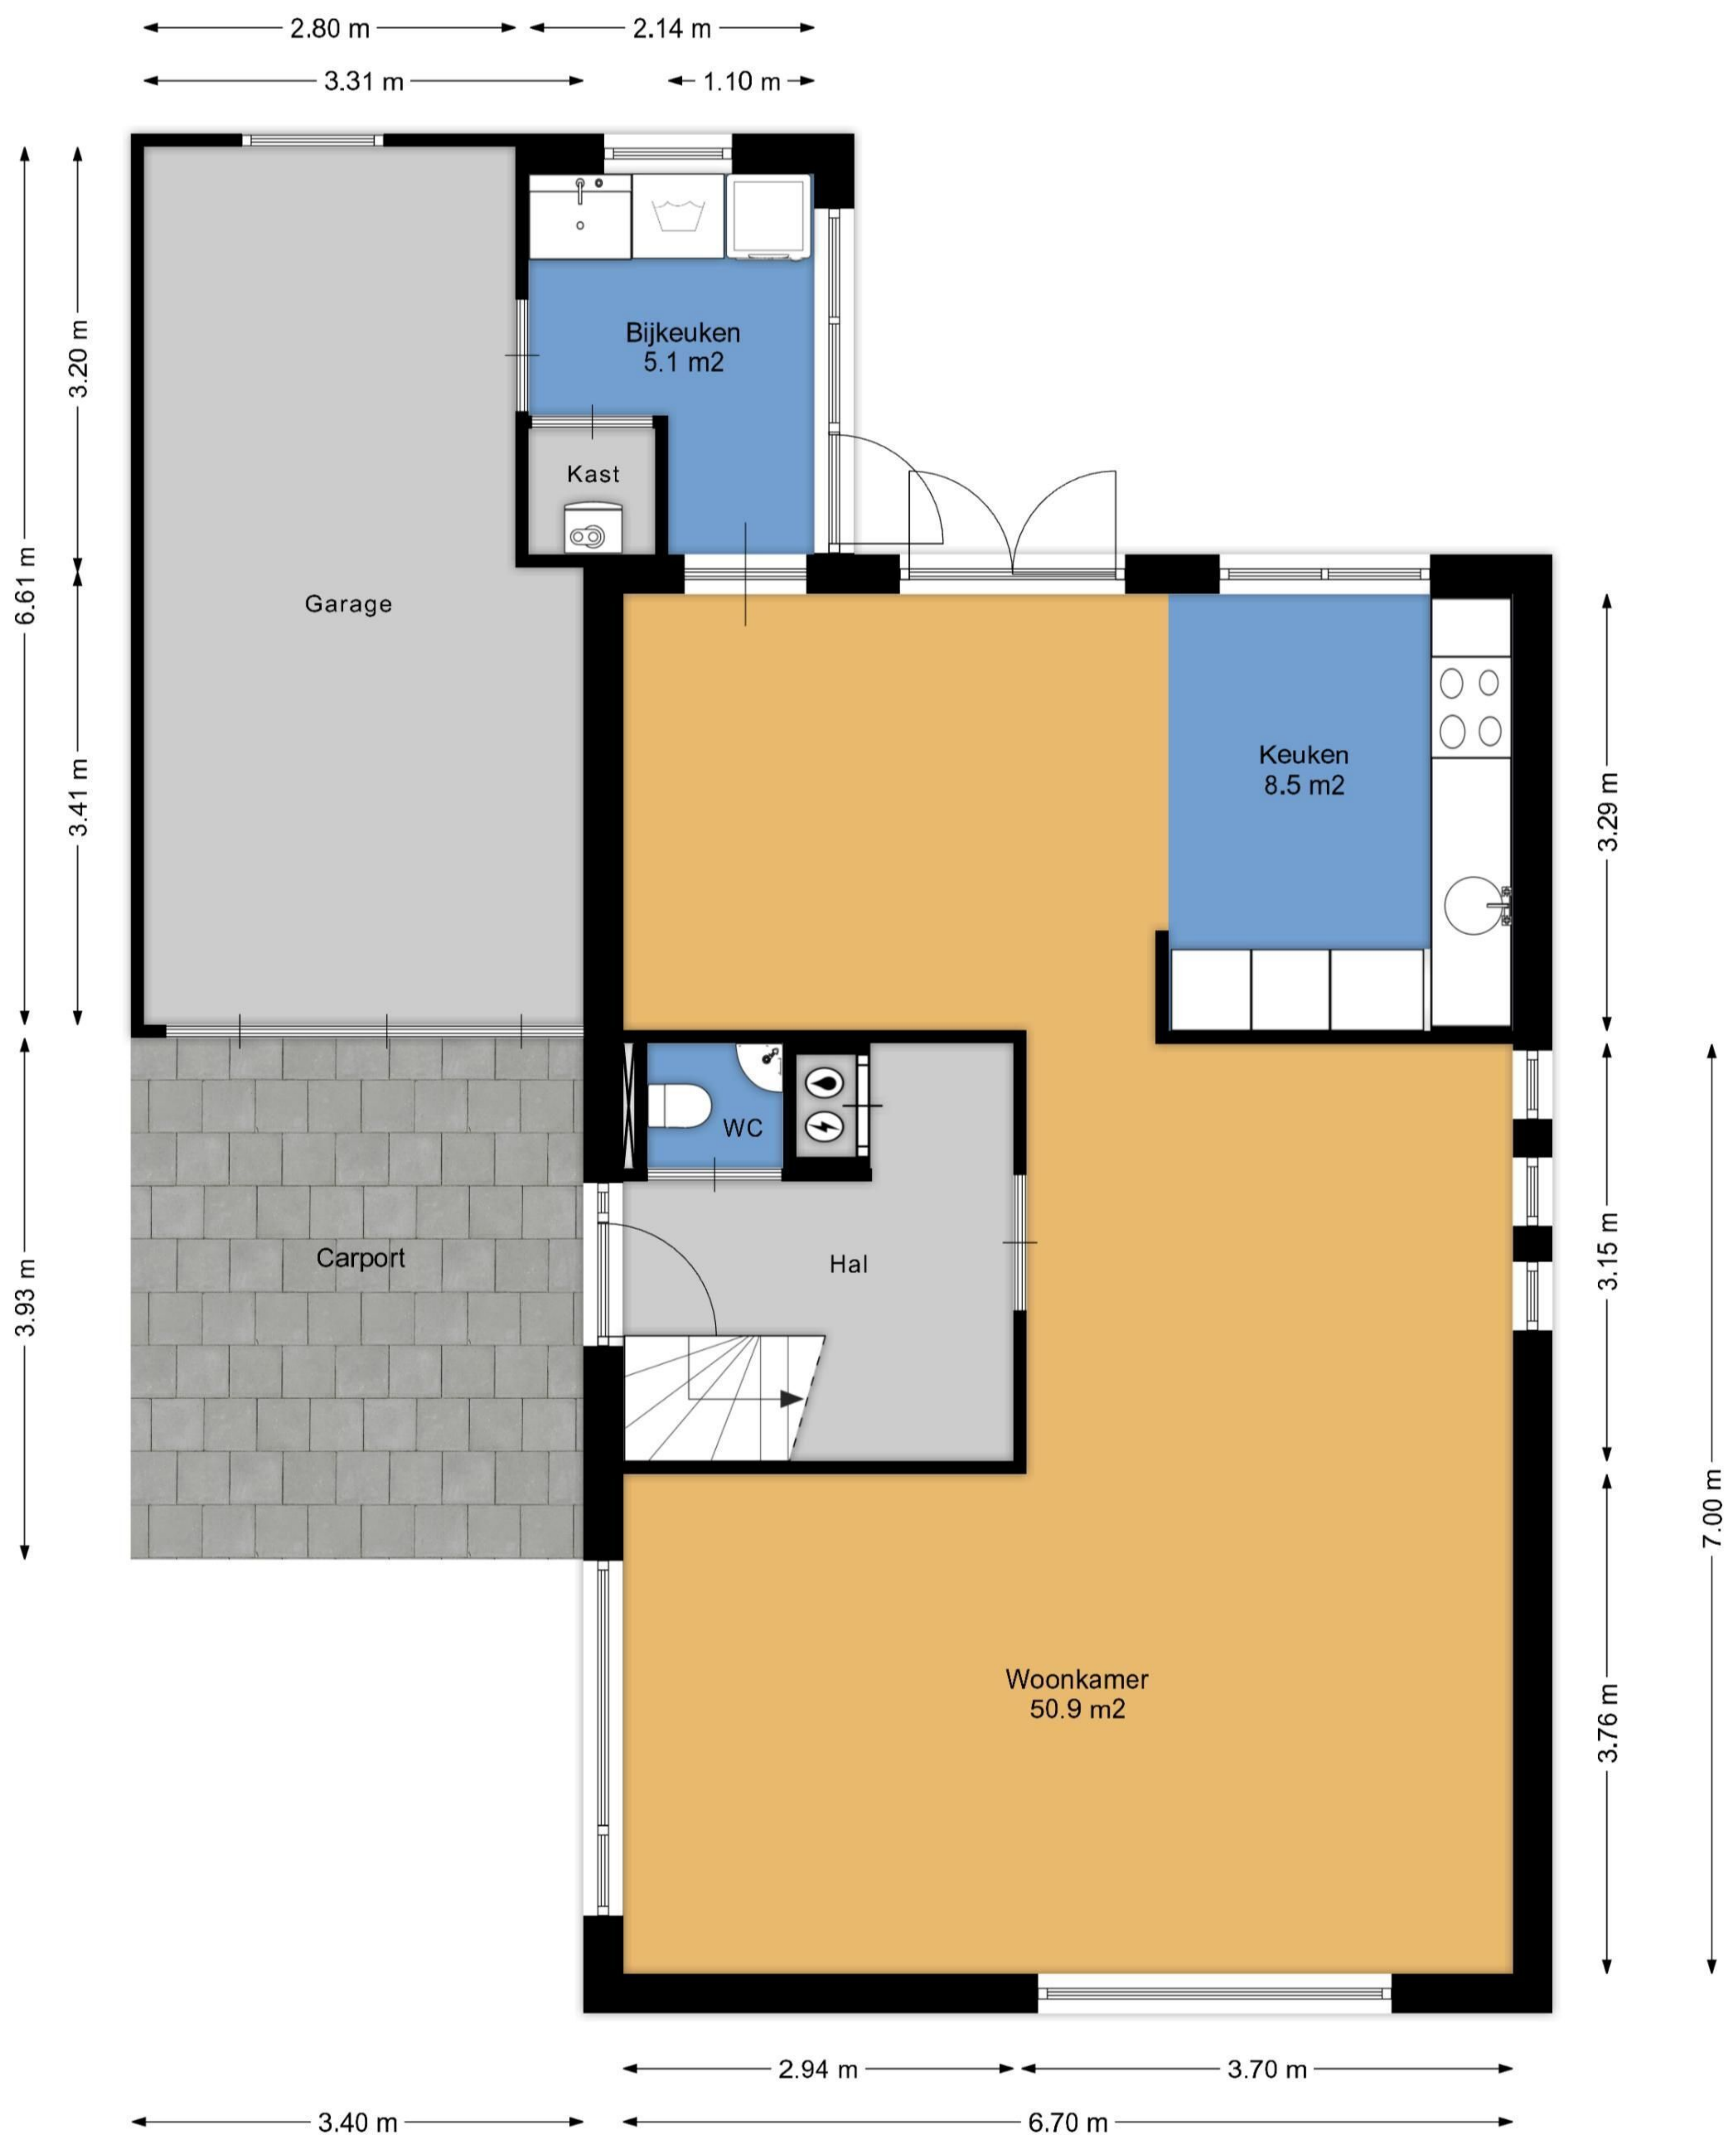 2.80 m
2.14 m
3.31 m
1.10 m
6.61 m
3.20 m
3.41 m
3.93 m
Bijkeuken
5.1 m2
Kast
Garage
Keuken
8.5 m2
3.29 m
WC
Hal
Carport
3.15 m
7.00 m
Woonkamer
50.9 m2
3.76 m
2.94 m
3.70 m
3.40 m
6.70 m